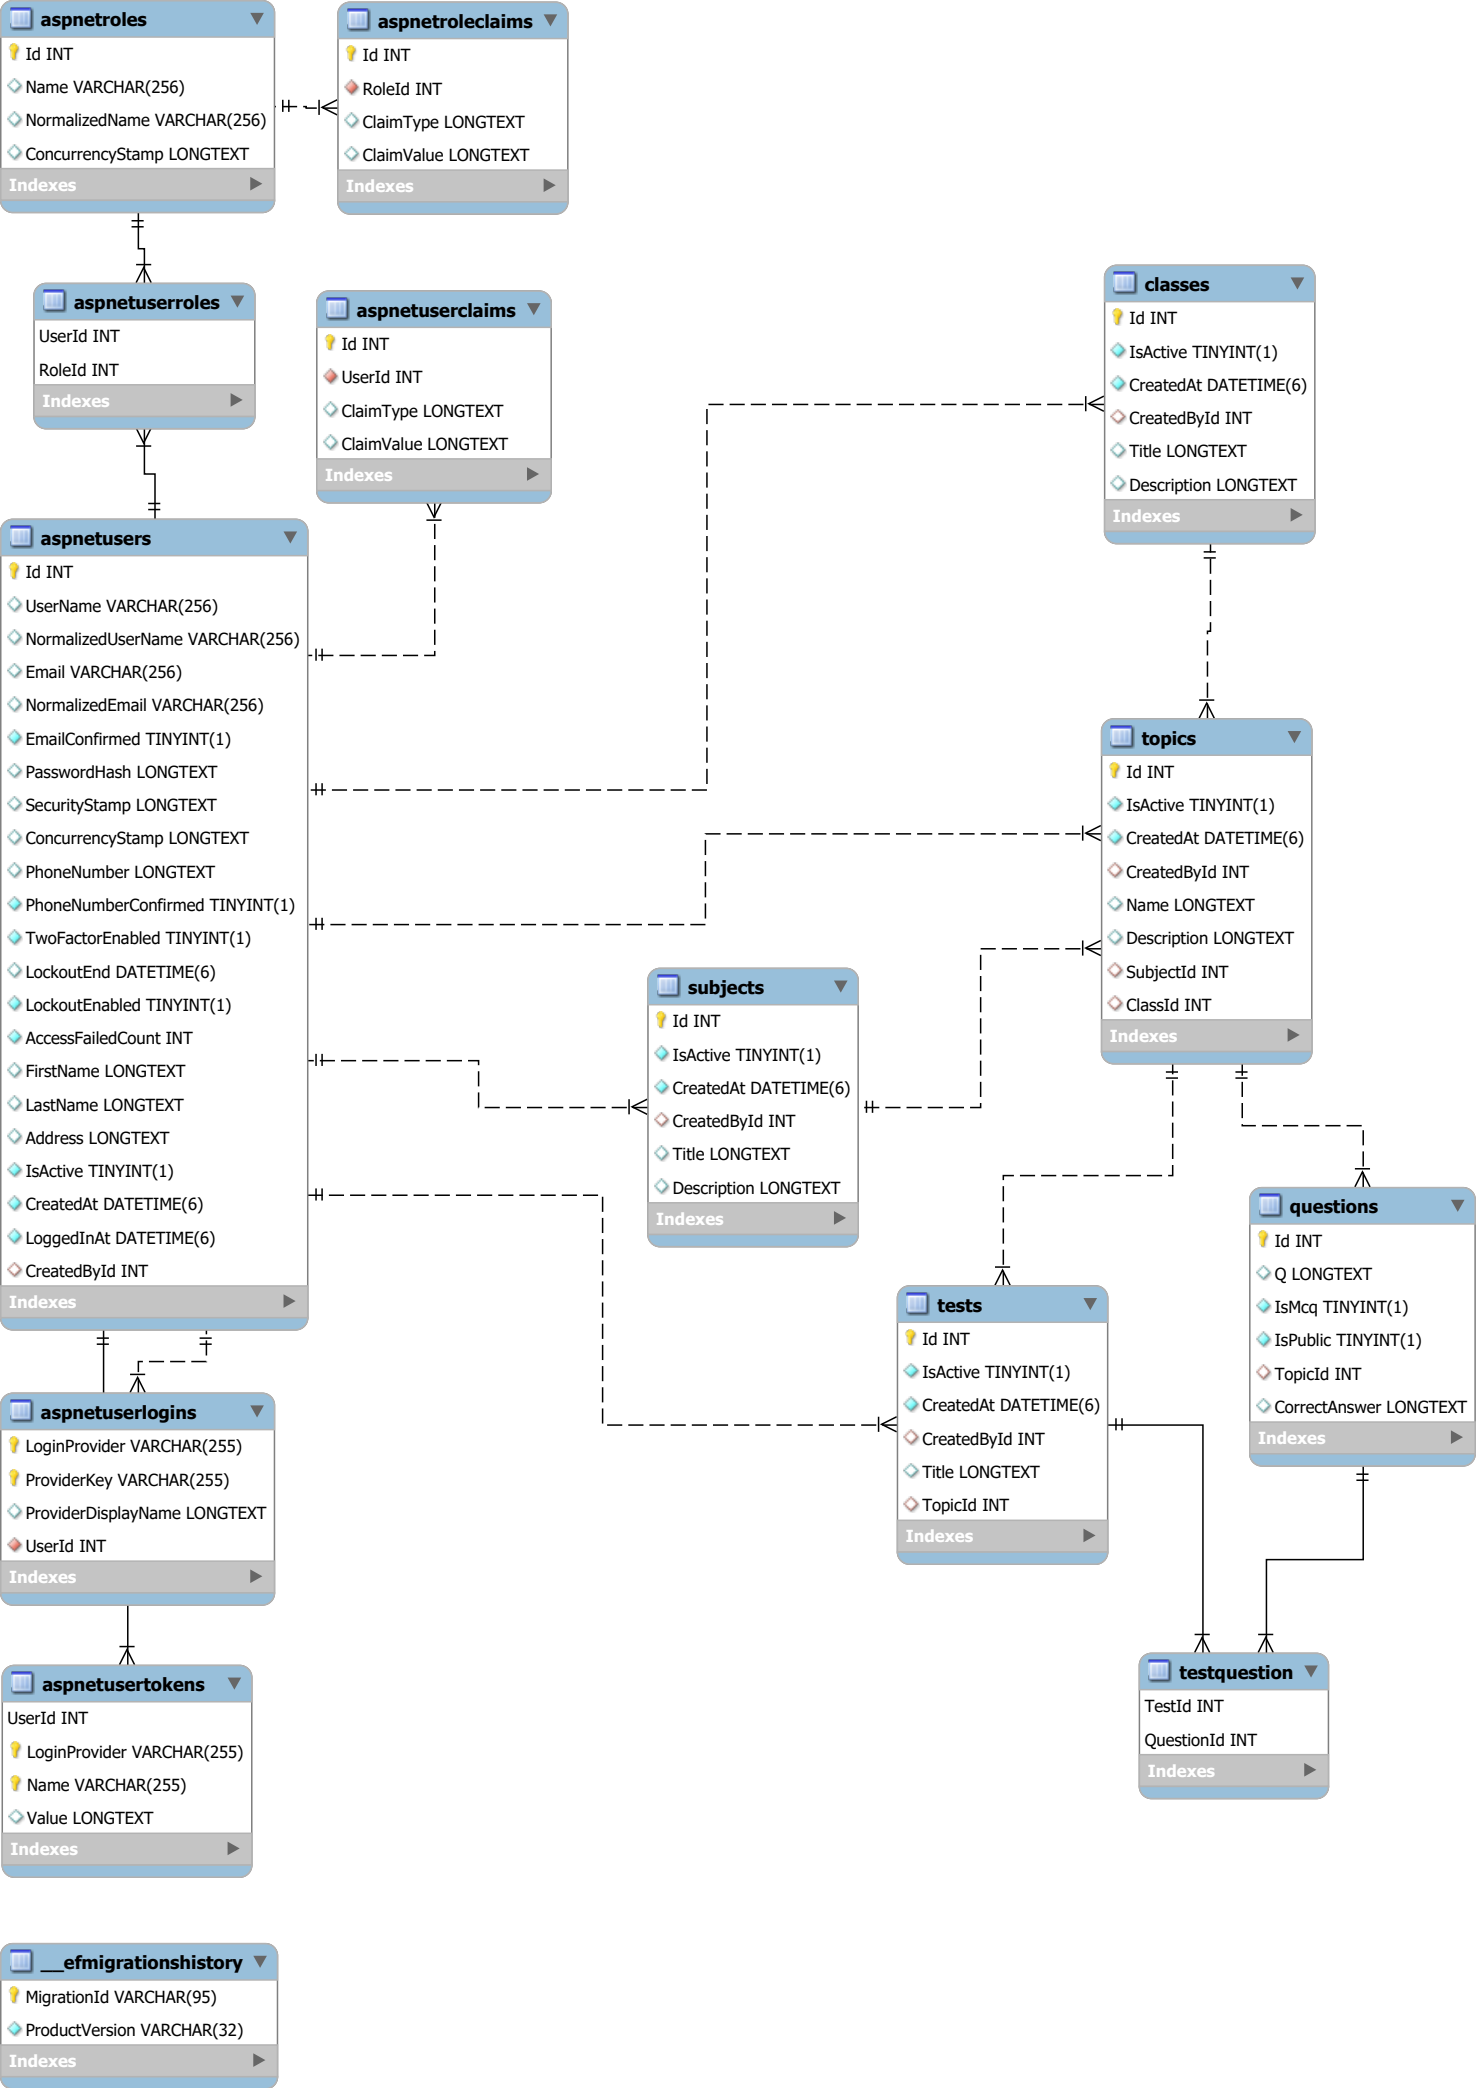 aspnetroles
Id INT
Name VARCHAR(256)
NormalizedName VARCHAR(256)
ConcurrencyStamp LONGTEXT
Indexes
aspnetroleclaims
Id INT
RoleId INT
ClaimType LONGTEXT
ClaimValue LONGTEXT
Indexes
aspnetuserroles
UserId INT
RoleId INT
Indexes
aspnetuserclaims
Id INT
UserId INT
ClaimType LONGTEXT
ClaimValue LONGTEXT
Indexes
classes
Id INT
IsActive TINYINT(1)
CreatedAt DATETIME(6)
CreatedById INT
Title LONGTEXT
Description LONGTEXT
Indexes
aspnetusers
Id INT
UserName VARCHAR(256)
NormalizedUserName VARCHAR(256)
Email VARCHAR(256)
NormalizedEmail VARCHAR(256)
EmailConfirmed TINYINT(1)
PasswordHash LONGTEXT
SecurityStamp LONGTEXT
ConcurrencyStamp LONGTEXT
PhoneNumber LONGTEXT
PhoneNumberConfirmed TINYINT(1)
TwoFactorEnabled TINYINT(1)
LockoutEnd DATETIME(6)
LockoutEnabled TINYINT(1)
AccessFailedCount INT
FirstName LONGTEXT
LastName LONGTEXT
Address LONGTEXT
IsActive TINYINT(1)
CreatedAt DATETIME(6)
LoggedInAt DATETIME(6)
CreatedById INT
Indexes
topics
Id INT
IsActive TINYINT(1)
CreatedAt DATETIME(6)
CreatedById INT
Name LONGTEXT
Description LONGTEXT
SubjectId INT
ClassId INT
Indexes
subjects
Id INT
IsActive TINYINT(1)
CreatedAt DATETIME(6)
CreatedById INT
Title LONGTEXT
Description LONGTEXT
Indexes
questions
Id INT
Q LONGTEXT
IsMcq TINYINT(1)
IsPublic TINYINT(1)
TopicId INT
CorrectAnswer LONGTEXT
Indexes
tests
Id INT
IsActive TINYINT(1)
CreatedAt DATETIME(6)
CreatedById INT
Title LONGTEXT
TopicId INT
Indexes
aspnetuserlogins
LoginProvider VARCHAR(255)
ProviderKey VARCHAR(255)
ProviderDisplayName LONGTEXT
UserId INT
Indexes
aspnetusertokens
UserId INT
LoginProvider VARCHAR(255)
Name VARCHAR(255)
Value LONGTEXT
Indexes
testquestion
TestId INT
QuestionId INT
Indexes
__efmigrationshistory
MigrationId VARCHAR(95)
ProductVersion VARCHAR(32)
Indexes